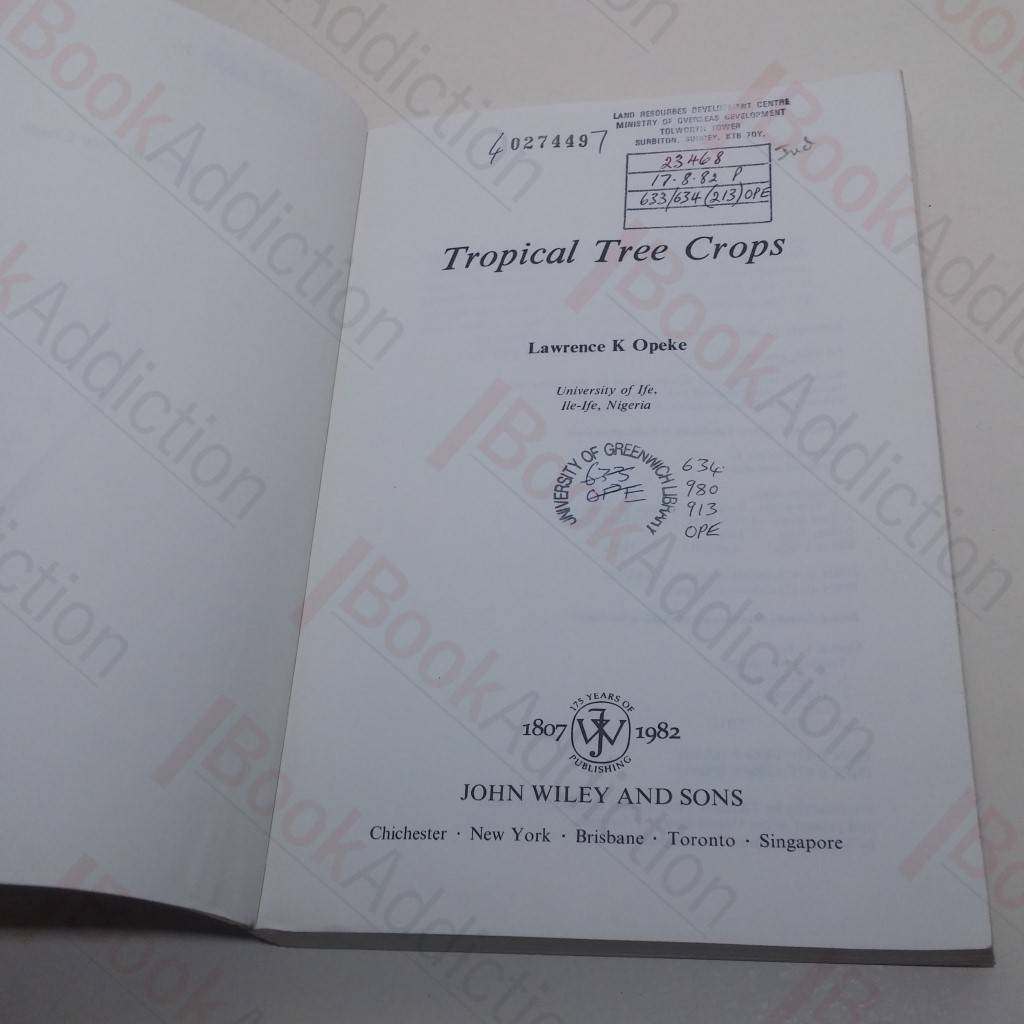 LAND RESOURSES DEVELOPMENT CENTRE
MINISTRY OF OVERSEAS DEVELOPMENT
TOLWORTH TOWER
SURBITON, SURREY, KT6 7DY.
40274497
23468
17.8.82 P
633/634 (213) OPE
Tropical Tree Crops
Lawrence K Opeke
University of Ife,
Ile-Ife, Nigeria
UNIVERSITY OF GREENWICH LIBRARY
633
OPE
634.
980
913
OPE
175 YEARS OF
1807 JW 1982
PUBLISHING
JOHN WILEY AND SONS
Chichester · New York · Brisbane · Toronto · Singapore
BookAddiction